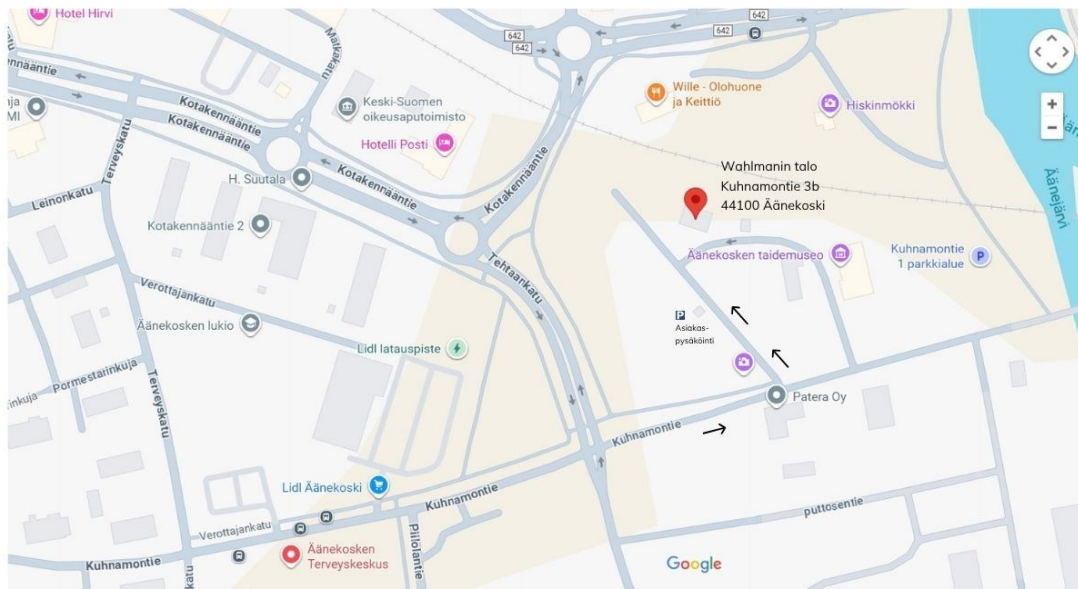 Hotel Hirvi
642
642
642
642
Wille - Olohuone
ja Keittiö
Hiskinmökki
Äänejärvi
+
−
Kotakennääntie
Maikakatu
Kotakennääntie
Kotakennääntie
Keski-Suomen
oikeusaputoimisto
Hotelli Posti
Terveyskatu
Leinonkatu
H. Suutala
Kotakennääntie
Kotakennääntie
Kotakennääntie 2
Wahlmanin talo
Kuhnamontie 3b
44100 Äänekoski
Äänekosken taidemuseo
Kuhnamontie
1 parkkialue
P
Tehtaankatu
Verottajankatu
Äänekosken lukio
Lidl latauspiste
P
Asiakas-
pysäköinti
Pormestarinkuja
Terveyskatu
Patera Oy
Kuhnamontie
Lidl Äänekoski
Kuhnamontie
puttosentie
Verottajankatu
Piilolantie
Kuhnamontie
Äänekosken
Terveyskeskus
Google